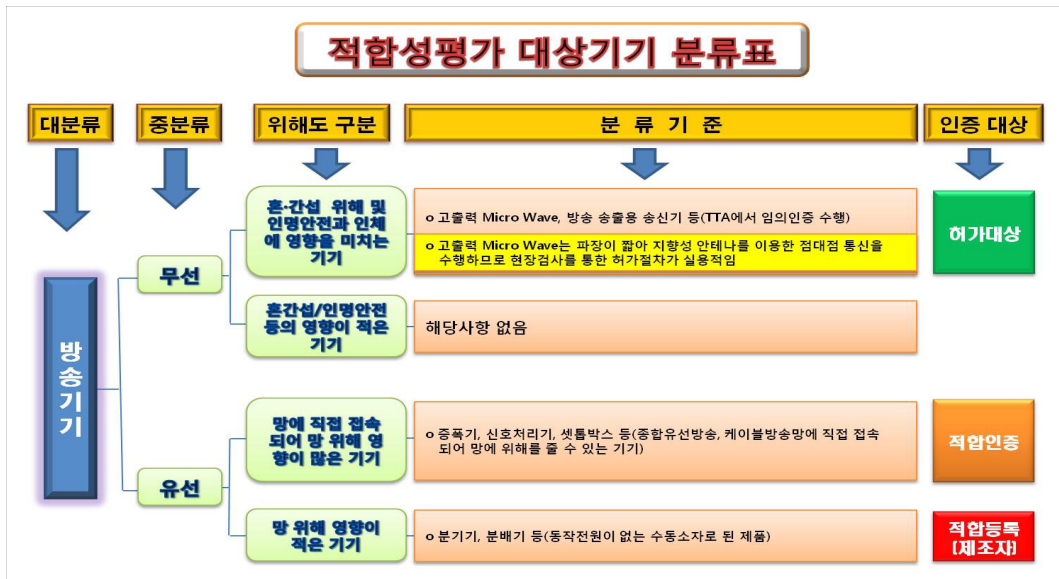 적합성평가 대상기기 분류표
대분류
중분류
위해도 구분
분 류 기 준
인증 대상
방송기기
무선
혼·간섭 위해 및
인명안전과 인체
에 영향을 미치는
기기
o 고출력 Micro Wave, 방송 송출용 송신기 등(TTA에서 임의인증 수행)
o 고출력 Micro Wave는 파장이 짧아 지향성 안테나를 이용한 점대점 통신을
수행하므로 현장검사를 통한 허가절차가 실용적임
허가대상
혼간섭/인명안전
등의 영향이 적은
기기
해당사항 없음
유선
망에 직접 접속
되어 망 위해 영
향이 많은 기기
o 증폭기, 신호처리기, 셋톱박스 등(종합유선방송, 케이블방송망에 직접 접속
되어 망에 위해를 줄 수 있는 기기)
적합인증
망 위해 영향이
적은 기기
o 분기기, 분배기 등(동작전원이 없는 수동소자로 된 제품)
적합등록
(제조자)